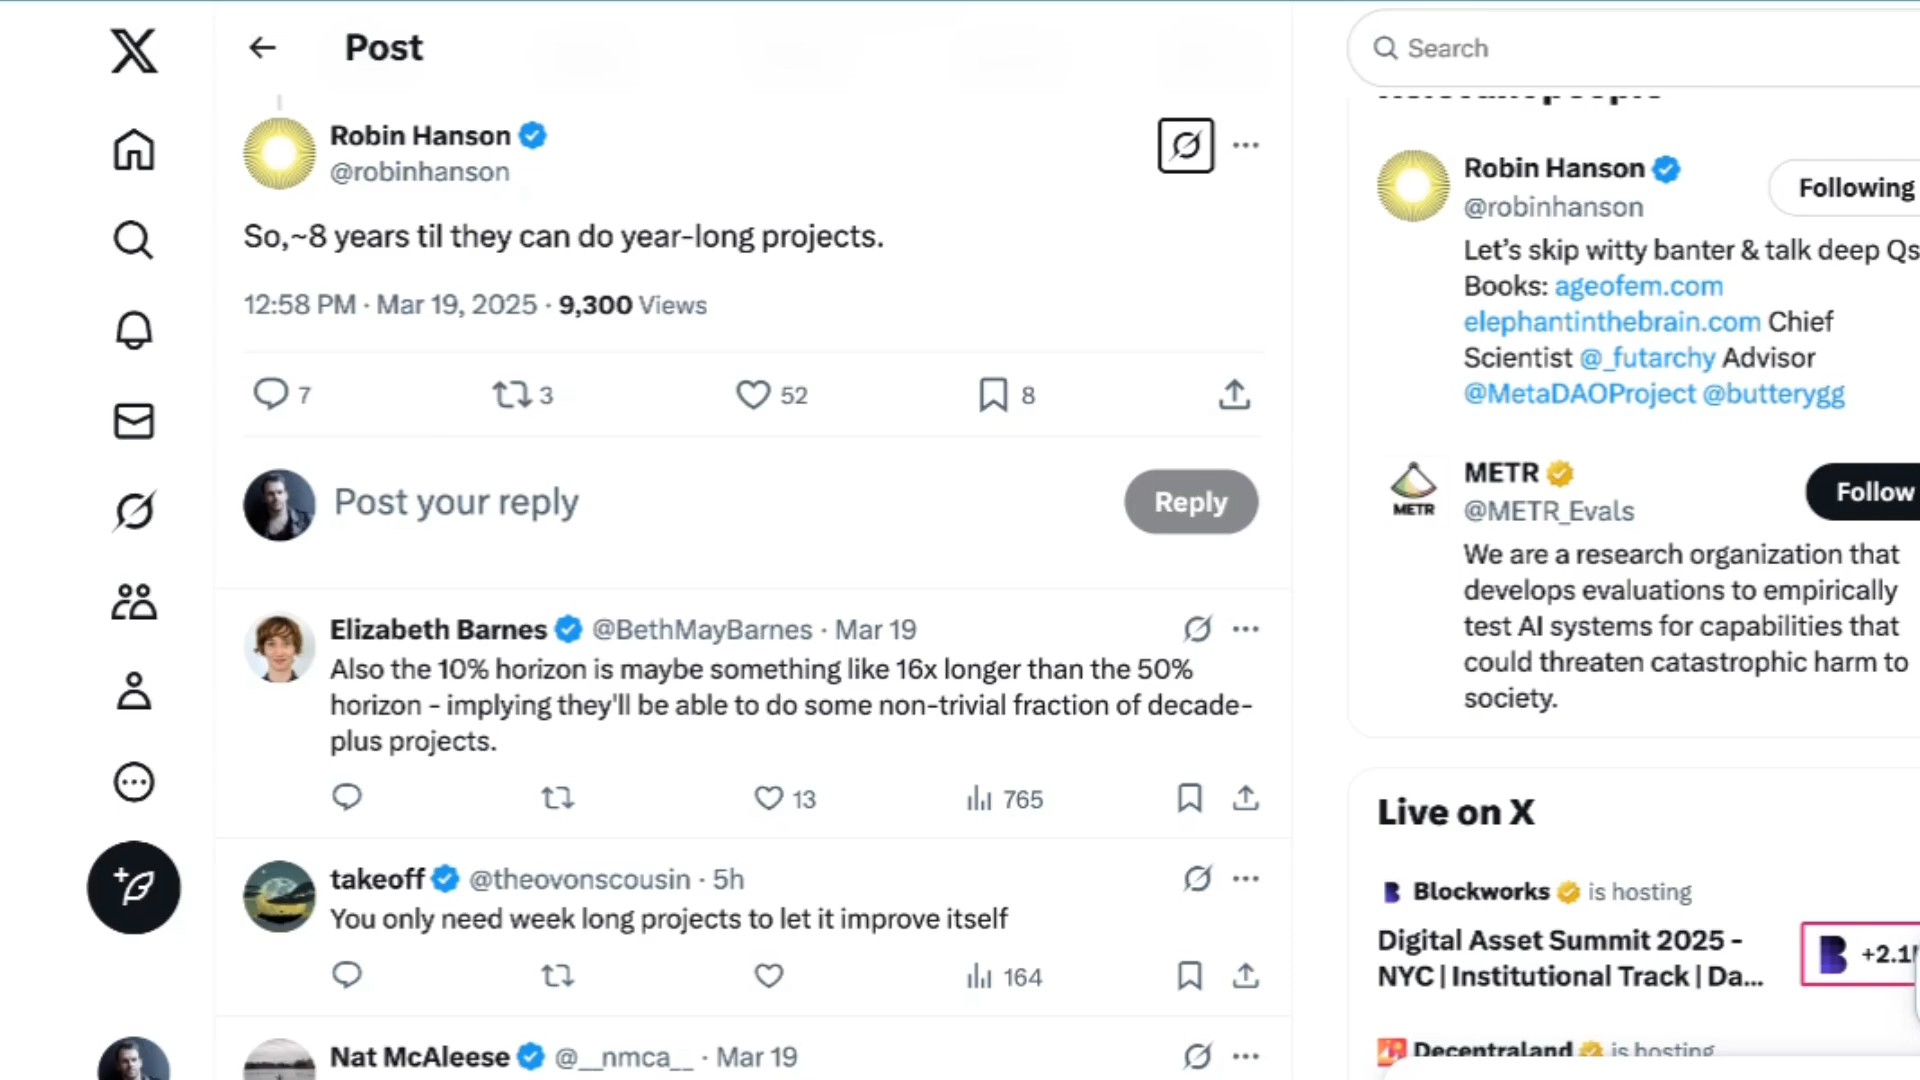 Post
Robin Hanson
@robinhanson
So,~8 years til they can do year-long projects.
12:58 PM · Mar 19, 2025 · 9,300 Views
7
3
52
8
Post your reply
Reply
Elizabeth Barnes @BethMayBarnes · Mar 19
Also the 10% horizon is maybe something like 16x longer than the 50%
horizon - implying they'll be able to do some non-trivial fraction of decade-
plus projects.
13
765
takeoff @theovonscousin · 5h
You only need week long projects to let it improve itself
164
Nat McAleese @__nmca__ · Mar 19
Search
Robin Hanson
Following
@robinhanson
Let's skip witty banter & talk deep Qs
Books: ageofem.com
elephantinthebrain.com Chief
Scientist @_futarchy Advisor
@MetaDAOProject @butterygg
METR
METR
Follow
@METR_Evals
We are a research organization that
develops evaluations to empirically
test AI systems for capabilities that
could threaten catastrophic harm to
society.
Live on X
Blockworks is hosting
Digital Asset Summit 2025 -
NYC | Institutional Track | Da...
+2.1
Decentraland is hosting